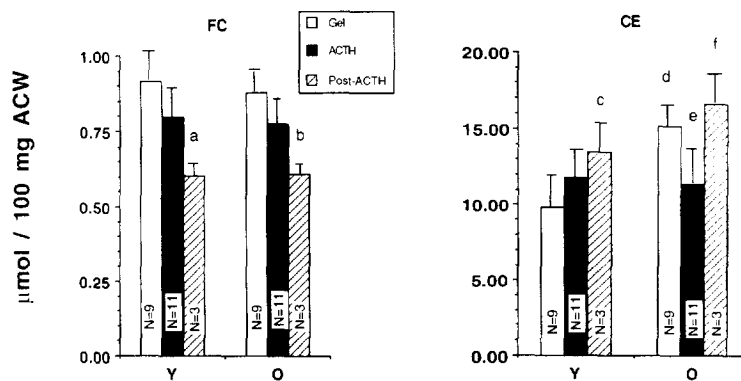 FC
Gel
ACTH
Post-ACTH
CE
μmol / 100 mg ACW
1.00
0.75
0.50
0.25
0.00
a
b
N=9
N=11
N=3
N=9
N=11
N=3
Y
O
20.00
15.00
10.00
5.00
00.00
c
d
e
f
N=9
N=11
N=3
N=9
N=11
N=3
Y
O